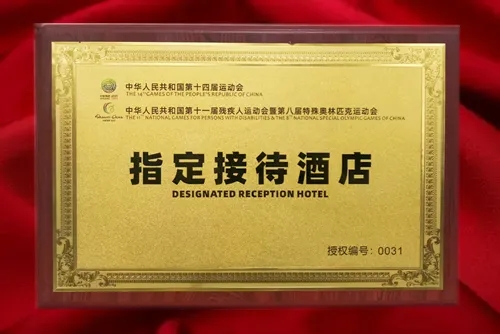 中华人民共和国第十四届运动会
THE 14TH GAMES OF THE PEOPLE'S REPUBLIC OF CHINA
中华人民共和国第十一届残疾人运动会暨第八届特殊奥林匹克运动会
THE 11TH NATIONAL GAMES FOR PERSONS WITH DISABILITIES & THE 8TH NATIONAL SPECIAL OLYMPIC GAMES OF CHINA
指定接待酒店
DESIGNATED RECEPTION HOTEL
授权编号：0031